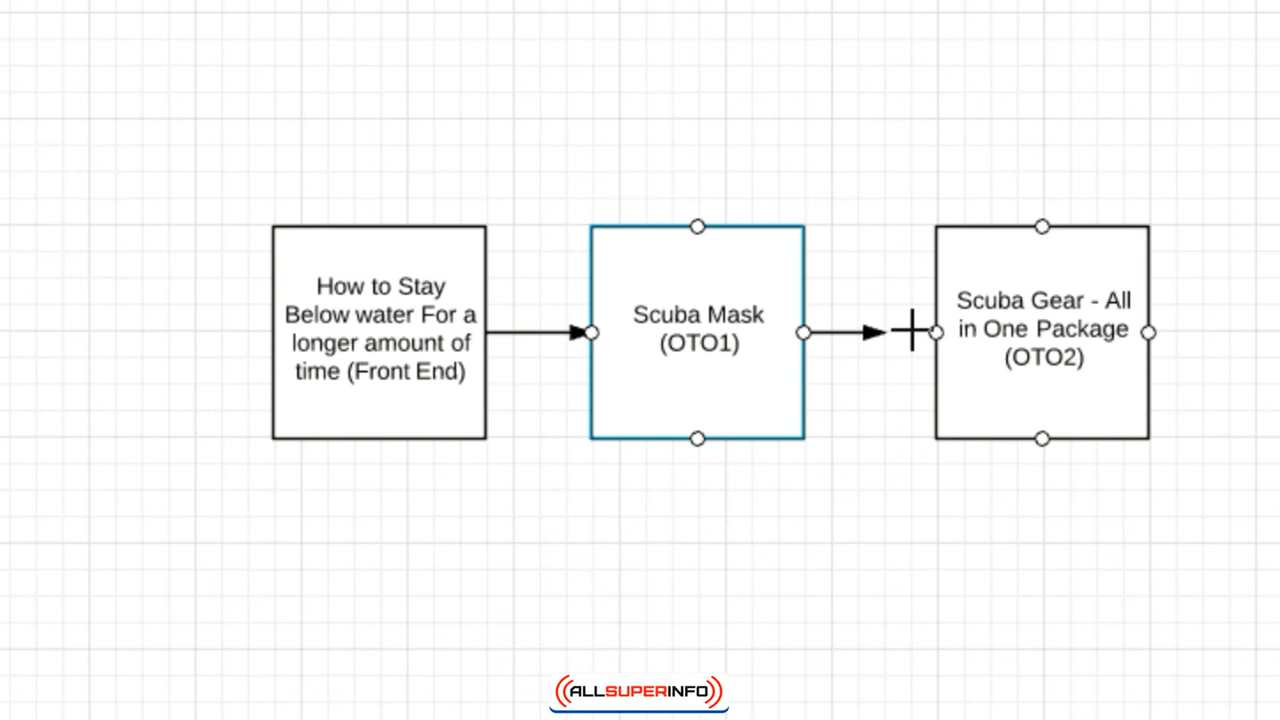 How to Stay
Below water For a
longer amount of
time (Front End)
Scuba Mask
(OTO1)
Scuba Gear - All
in One Package
(OTO2)
ALLSUPERINFO